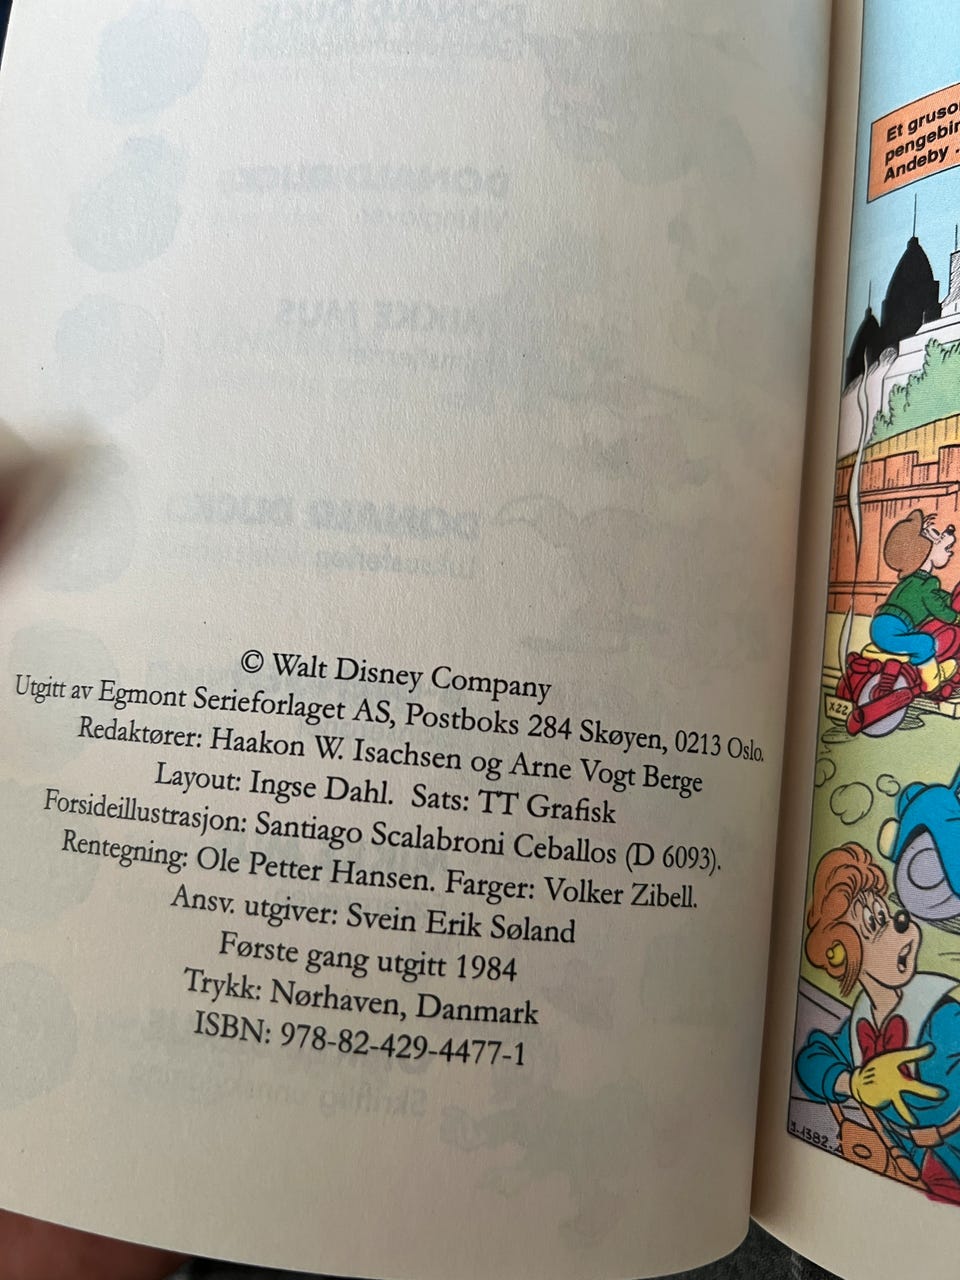 © Walt Disney Company
Utgitt av Egmont Serieforlaget AS, Postboks 284 Skøyen, 0213 Oslo.
Redaktører: Haakon W. Isachsen og Arne Vogt Berge
Layout: Ingse Dahl. Sats: TT Grafisk
Forsideillustrasjon: Santiago Scalabroni Ceballos (D 6093).
Rentegning: Ole Petter Hansen. Farger: Volker Zibell.
Ansv. utgiver: Svein Erik Søland
Første gang utgitt 1984
Trykk: Nørhaven, Danmark
ISBN: 978-82-429-4477-1
Et
Andeby
X22